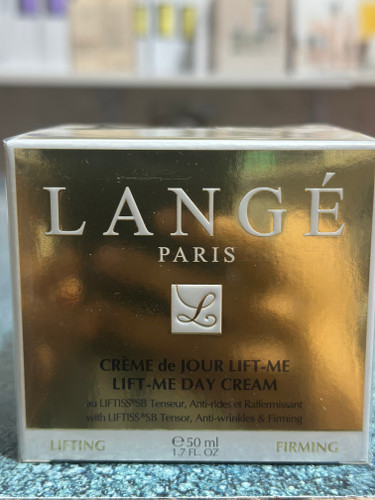 LANGÉ
PARIS
L
CRÈME de JOUR LIFT-ME
LIFT-ME DAY CREAM
au LIFTISS®SB Tenseur, Anti-rides et Raffermissant
with LIFTISS®SB Tensor, Anti-wrinkles & Firming
LIFTING
℮50 ml
1.7 FL. OZ
FIRMING